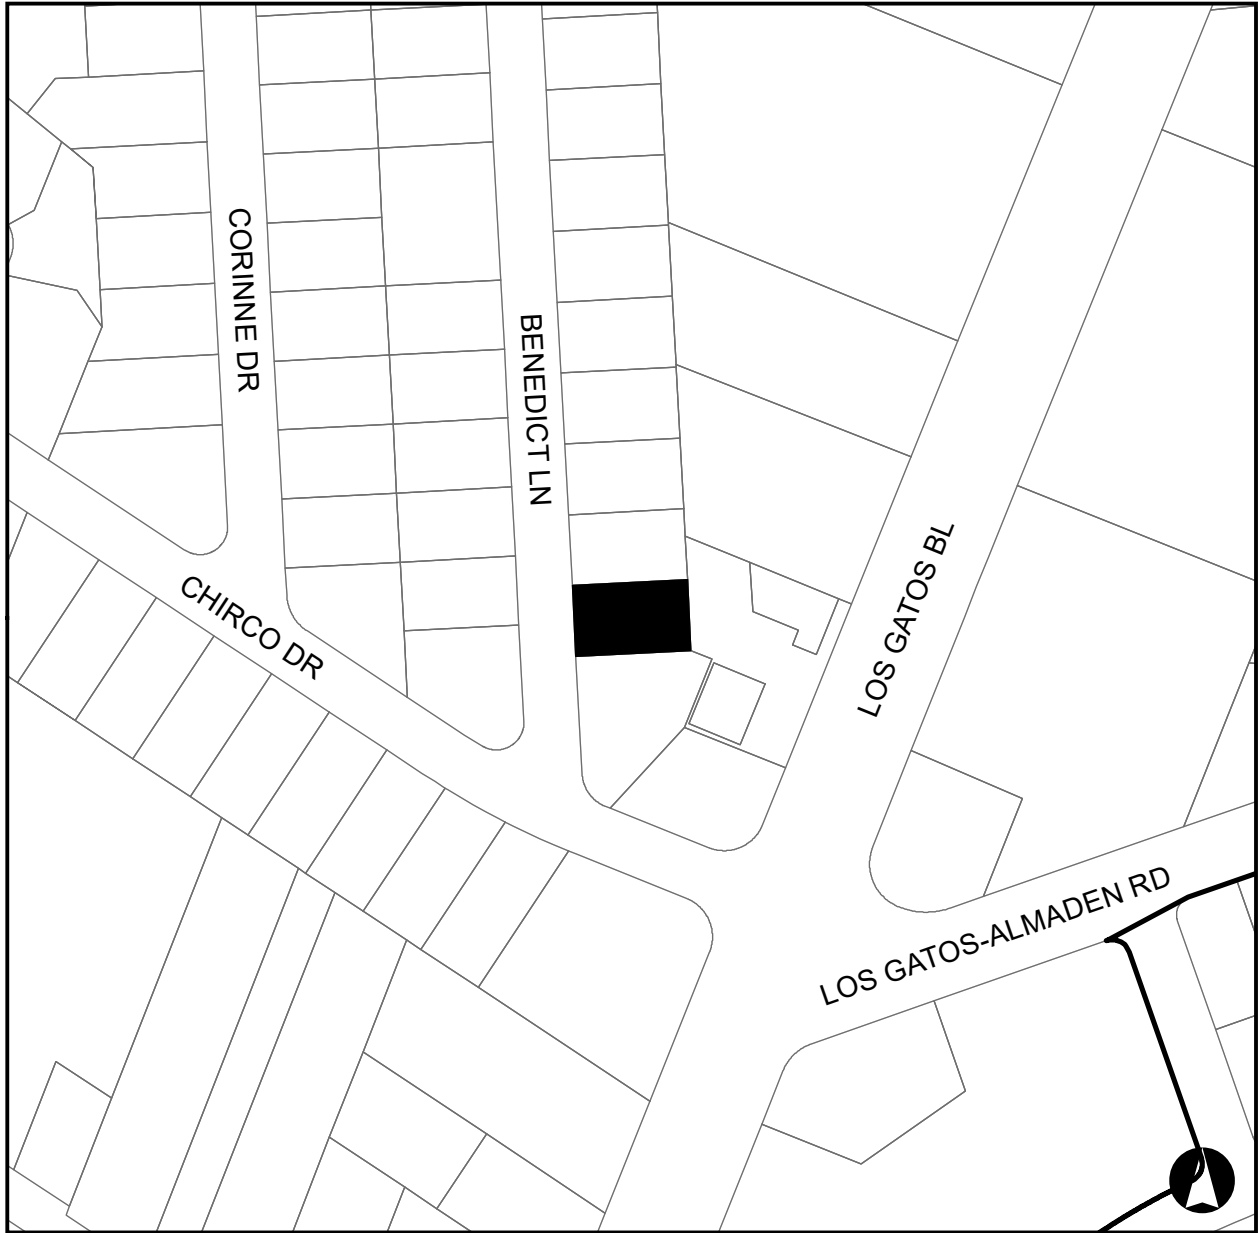 CORINNE DR
BENEDICT LN
CHIRCO DR
LOS GATOS BL
LOS GATOS-ALMADEN RD